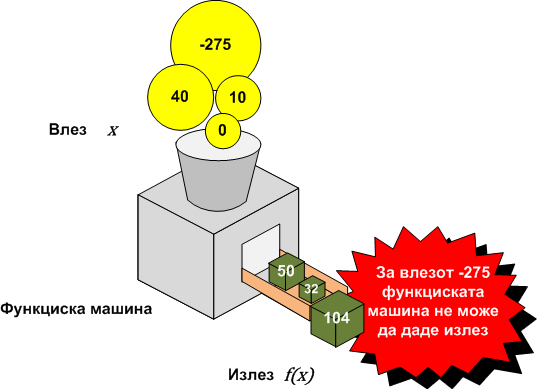 -275
40
10
0
Влез x
50
32
104
За влезот -275
функциската
машина не може
да даде излез
Функциска машина
Излез f(x)